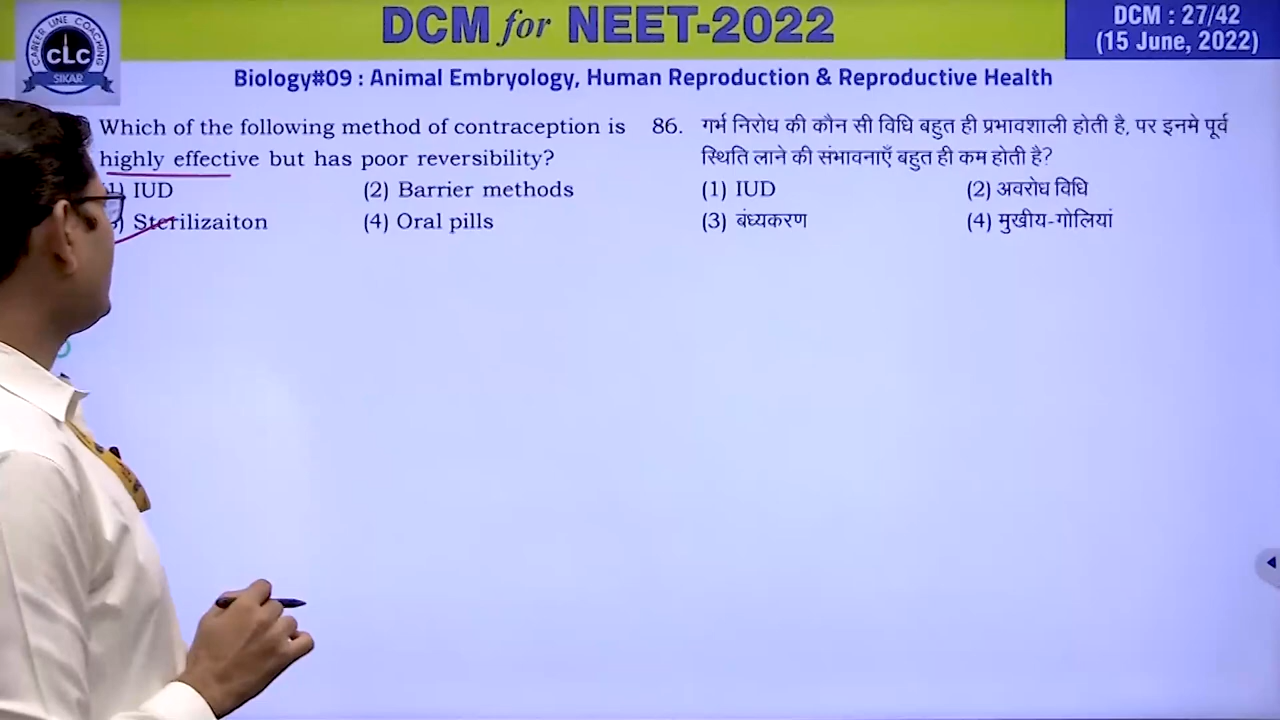 DCM for NEET-2022
DCM : 27/42
(15 June, 2022)
CAREER LINE COACHING
CLC
SIKAR
Biology#09 : Animal Embryology, Human Reproduction & Reproductive Health
Which of the following method of contraception is
highly effective but has poor reversibility?
1) IUD
(2) Barrier methods
) Sterilizaiton
(4) Oral pills
86. गर्भ निरोध की कौन सी विधि बहुत ही प्रभावशाली होती है, पर इनमे पूर्व
स्थिति लाने की संभावनाएँ बहुत ही कम होती है?
(1) IUD
(2) अवरोध विधि
(3) बंध्यकरण
(4) मुखीय-गोलियां